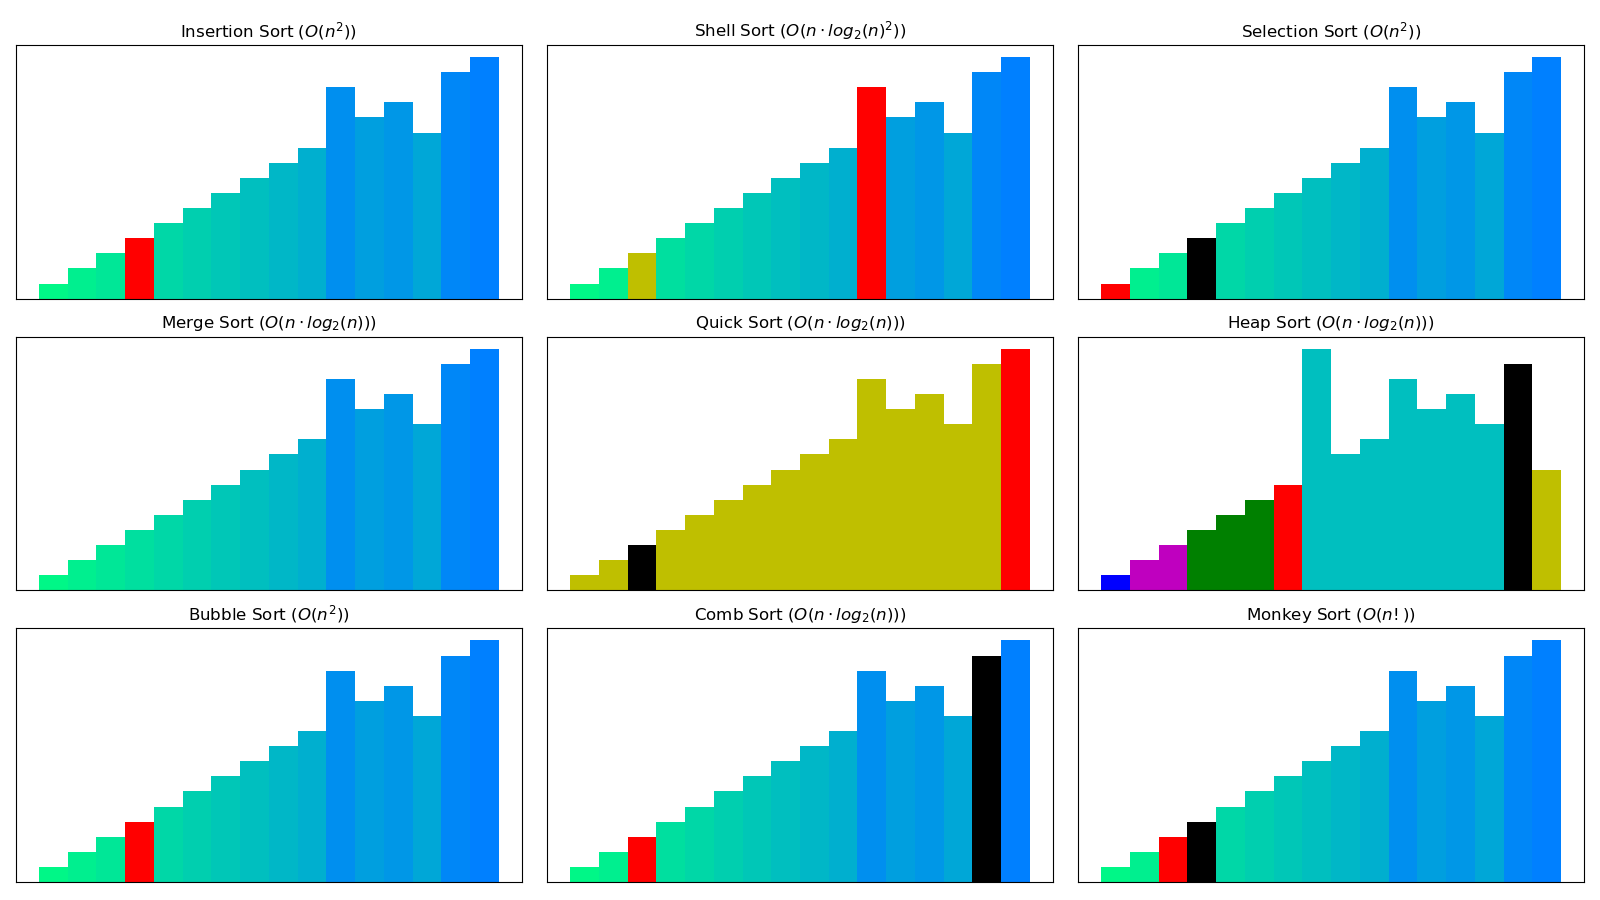 Insertion Sort (O(n²))
Shell Sort (O(n · log₂(n)²))
Selection Sort (O(n²))
Merge Sort (O(n · log₂(n)))
Quick Sort (O(n · log₂(n)))
Heap Sort (O(n · log₂(n)))
Bubble Sort (O(n²))
Comb Sort (O(n · log₂(n)))
Monkey Sort (O(n!))